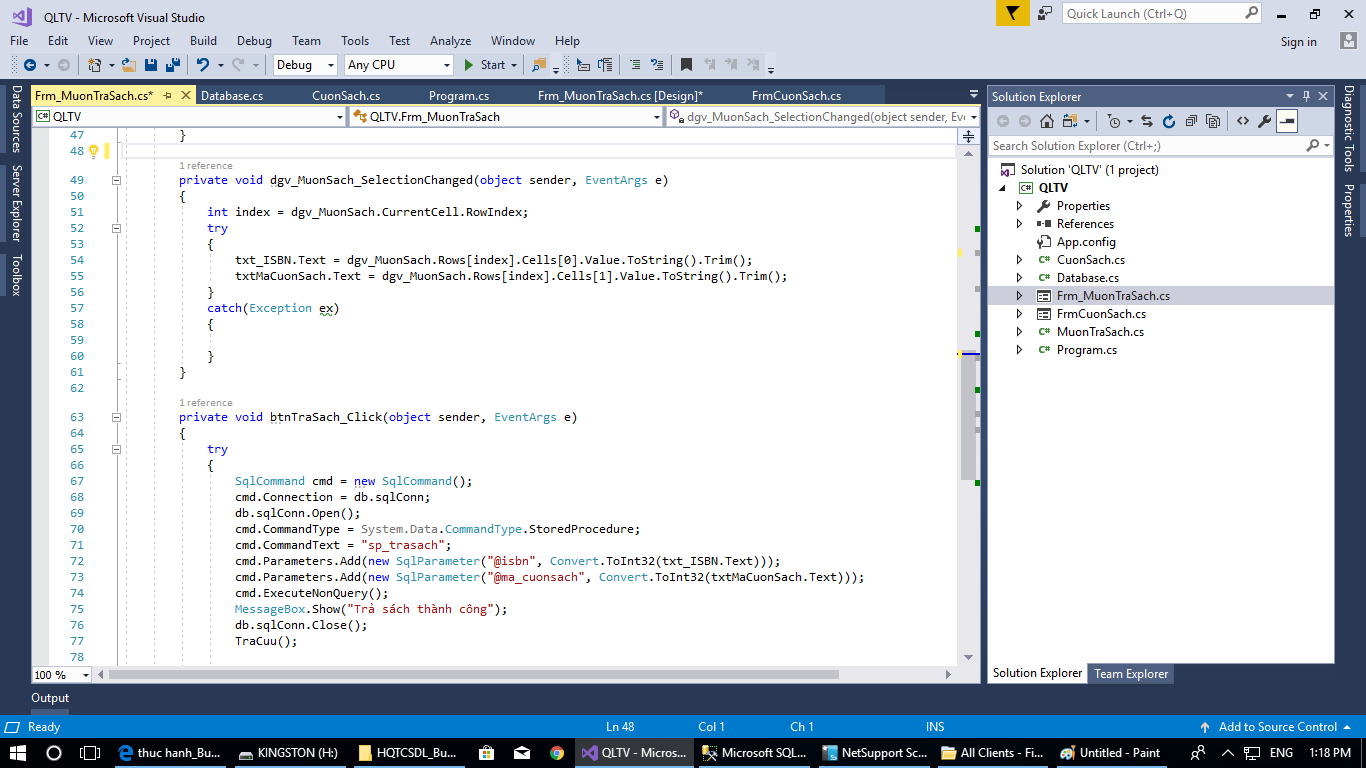 QLTV - Microsoft Visual Studio
Quick Launch (Ctrl+Q)
File Edit View Project Build Debug Team Tools Test Analyze Window Help
Sign in
Debug Any CPU Start
Frm_MuonTraSach.cs* Database.cs CuonSach.cs Program.cs Frm_MuonTraSach.cs [Design]* FrmCuonSach.cs
QLTV QLTV.Frm_MuonTraSach dgv_MuonSach_SelectionChanged(object sender, Eve
47 }
48
1 reference
49 private void dgv_MuonSach_SelectionChanged(object sender, EventArgs e)
50 {
51 int index = dgv_MuonSach.CurrentCell.RowIndex;
52 try
53 {
54 txt_ISBN.Text = dgv_MuonSach.Rows[index].Cells[0].Value.ToString().Trim();
55 txtMaCuonSach.Text = dgv_MuonSach.Rows[index].Cells[1].Value.ToString().Trim();
56 }
57 catch(Exception ex)
58 {
59
60 }
61 }
62
1 reference
63 private void btnTraSach_Click(object sender, EventArgs e)
64 {
65 try
66 {
67 SqlCommand cmd = new SqlCommand();
68 cmd.Connection = db.sqlConn;
69 db.sqlConn.Open();
70 cmd.CommandType = System.Data.CommandType.StoredProcedure;
71 cmd.CommandText = "sp_trasach";
72 cmd.Parameters.Add(new SqlParameter("@isbn", Convert.ToInt32(txt_ISBN.Text)));
73 cmd.Parameters.Add(new SqlParameter("@ma_cuonsach", Convert.ToInt32(txtMaCuonSach.Text)));
74 cmd.ExecuteNonQuery();
75 MessageBox.Show("Trả sách thành công");
76 db.sqlConn.Close();
77 TraCuu();
78
100 %
Data Sources
Server Explorer
Toolbox
Solution Explorer
Search Solution Explorer (Ctrl+;)
Solution 'QLTV' (1 project)
QLTV
Properties
References
App.config
CuonSach.cs
Database.cs
Frm_MuonTraSach.cs
FrmCuonSach.cs
MuonTraSach.cs
Program.cs
Solution Explorer Team Explorer
Diagnostic Tools
Properties
Output
Ready Ln 48 Col 1 Ch 1 INS Add to Source Control
thuc hanh_Bu... KINGSTON (H:) HQTCSDL_Bu... QLTV - Micros... Microsoft SQL... NetSupport Sc... All Clients - Fi... Untitled - Paint ENG 1:18 PM